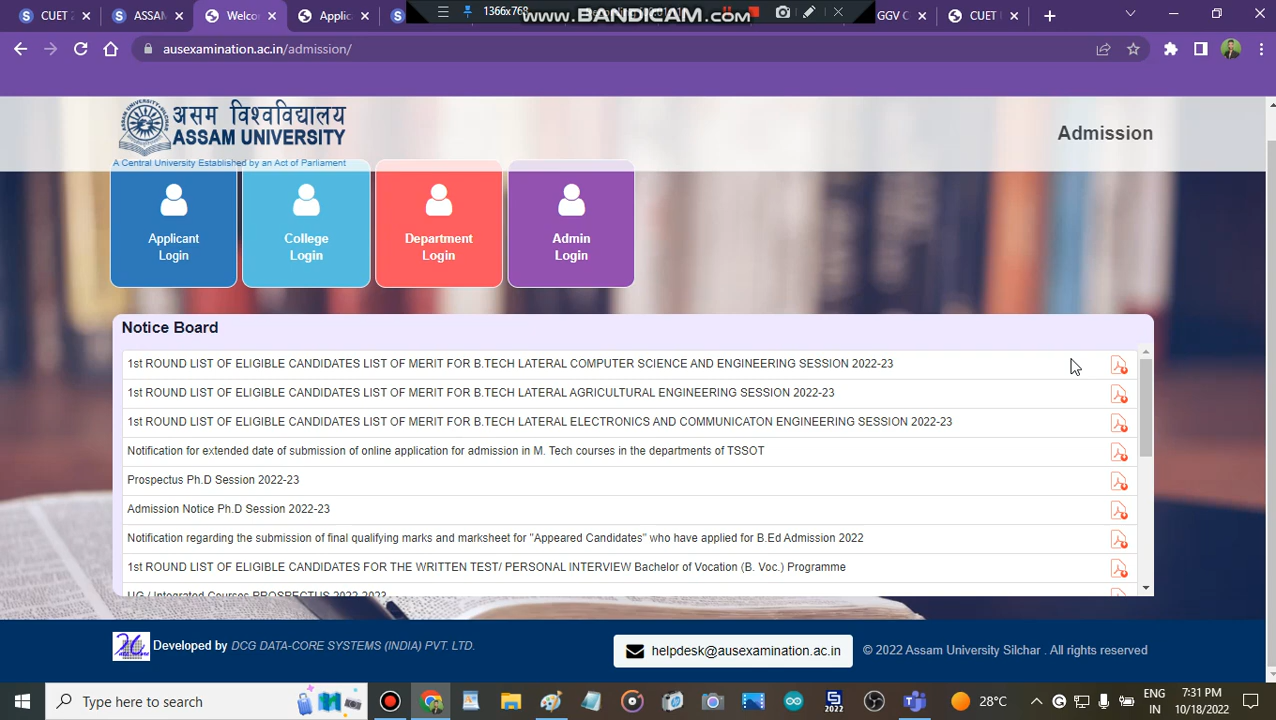 CUET
ASSAM
Welco
Applica
1366x768
www.BANDICAM.com
GGV C
CUET
ausexamination.ac.in/admission/
असम विश्वविद्यालय
ASSAM UNIVERSITY
A Central University Established by an Act of Parliament
Admission
Applicant
Login
College
Login
Department
Login
Admin
Login
Notice Board
1st ROUND LIST OF ELIGIBLE CANDIDATES LIST OF MERIT FOR B.TECH LATERAL COMPUTER SCIENCE AND ENGINEERING SESSION 2022-23
1st ROUND LIST OF ELIGIBLE CANDIDATES LIST OF MERIT FOR B.TECH LATERAL AGRICULTURAL ENGINEERING SESSION 2022-23
1st ROUND LIST OF ELIGIBLE CANDIDATES LIST OF MERIT FOR B.TECH LATERAL ELECTRONICS AND COMMUNICATON ENGINEERING SESSION 2022-23
Notification for extended date of submission of online application for admission in M. Tech courses in the departments of TSSOT
Prospectus Ph.D Session 2022-23
Admission Notice Ph.D Session 2022-23
Notification regarding the submission of final qualifying marks and marksheet for "Appeared Candidates" who have applied for B.Ed Admission 2022
1st ROUND LIST OF ELIGIBLE CANDIDATES FOR THE WRITTEN TEST/ PERSONAL INTERVIEW Bachelor of Vocation (B. Voc.) Programme
UG / Integrated Courses PROSPECTUS 2022-2023
Developed by DCG DATA-CORE SYSTEMS (INDIA) PVT. LTD.
helpdesk@ausexamination.ac.in
© 2022 Assam University Silchar . All rights reserved
Type here to search
2022
28°C
ENG
IN
7:31 PM
10/18/2022